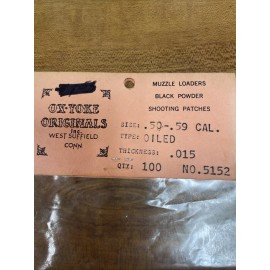 OX-YOKE
ORIGINALS
Inc.
WEST SUFFIELD
CONN
MUZZLE LOADERS
BLACK POWDER
SHOOTING PATCHES
SIZE: .50-.59 CAL.
TYPE: OILED
THICKNESS: .015
QTY: 100 NO.5152